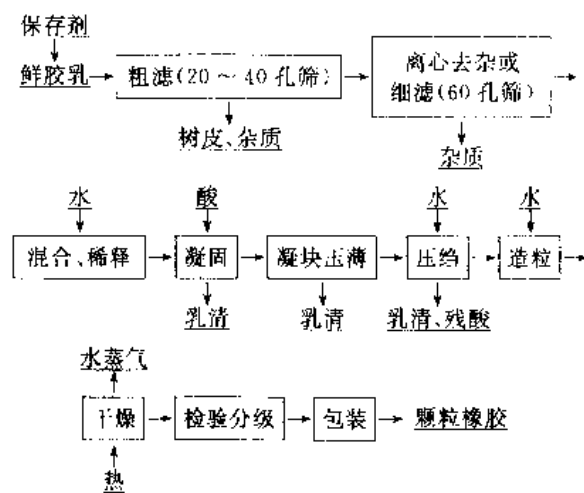 保存剂
鲜胶乳
粗滤(20～40孔筛)
离心去杂或
细滤(60孔筛)
树皮、杂质
杂质
水
酸
水
水
混合、稀释
凝固
凝块压薄
压绉
造粒
乳清
乳清
乳清、残酸
水蒸气
干燥
检验分级
包装
颗粒橡胶
热